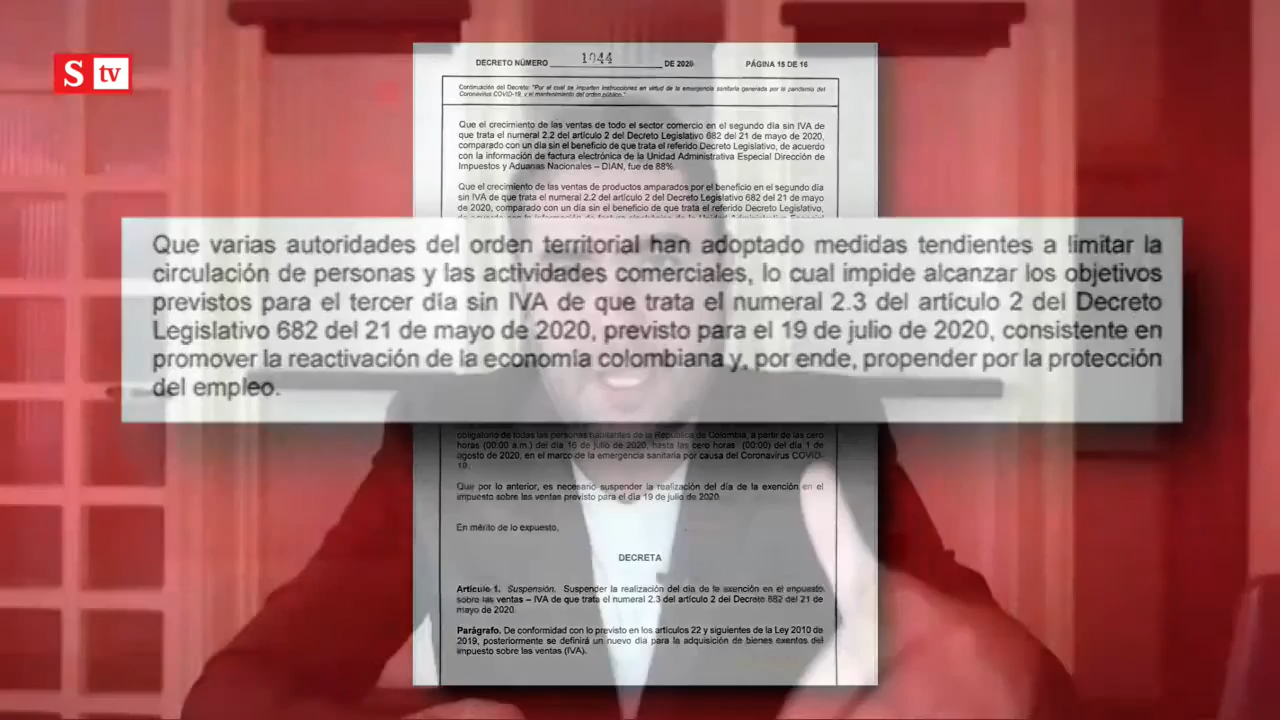 S tv
DECRETO NÚMERO 1044 DE 2020 PÁGINA 15 DE 16
Continuación del Decreto: "Por el cual se imparten instrucciones en virtud de la emergencia sanitaria generada por la pandemia del
Coronavirus COVID-19, y el mantenimiento del orden público."
Que el crecimiento de las ventas de todo el sector comercio en el segundo día sin IVA de
que trata el numeral 2.2 del artículo 2 del Decreto Legislativo 682 del 21 de mayo de 2020,
comparado con un día sin el beneficio de que trata el referido Decreto Legislativo, de acuerdo
con la información de factura electrónica de la Unidad Administrativa Especial Dirección de
Impuestos y Aduanas Nacionales – DIAN, fue de 88%.
Que el crecimiento de las ventas de productos amparados por el beneficio en el segundo día
sin IVA de que trata el numeral 2.2 del artículo 2 del Decreto Legislativo 682 del 21 de mayo
de 2020, comparado con un día sin el beneficio de que trata el referido Decreto Legislativo,
Que varias autoridades del orden territorial han adoptado medidas tendientes a limitar la
circulación de personas y las actividades comerciales, lo cual impide alcanzar los objetivos
previstos para el tercer día sin IVA de que trata el numeral 2.3 del artículo 2 del Decreto
Legislativo 682 del 21 de mayo de 2020, previsto para el 19 de julio de 2020, consistente en
promover la reactivación de la economía colombiana y, por ende, propender por la protección
del empleo.
obligatorio de todas las personas habitantes de la República de Colombia, a partir de las cero
horas (00:00 a.m.) del día 16 de julio de 2020, hasta las cero horas (00:00) del día 1 de
agosto de 2020, en el marco de la emergencia sanitaria por causa del Coronavirus COVID-
19.
Que por lo anterior, es necesario suspender la realización del día de la exención en el
impuesto sobre las ventas previsto para el día 19 de julio de 2020.
En mérito de lo expuesto,
DECRETA
Artículo 1. Suspensión. Suspender la realización del día de la exención en el impuesto
sobre las ventas – IVA de que trata el numeral 2.3 del artículo 2 del Decreto 682 del 21 de
mayo de 2020.
Parágrafo. De conformidad con lo previsto en los artículos 22 y siguientes de la Ley 2010 de
2019, posteriormente se definirá un nuevo día para la adquisición de bienes exentos del
impuesto sobre las ventas (IVA).